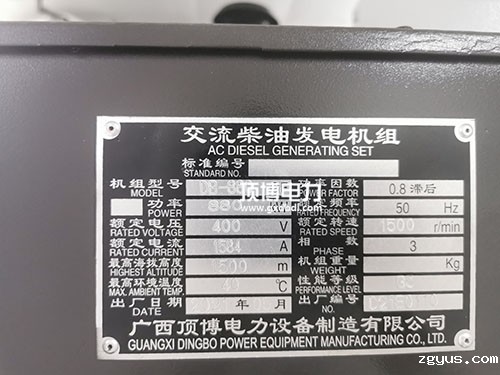 交流柴油发电机组
AC DIESEL GENERATING SET
标准编号
STANDARD NO.
机组型号 功率因数 0.8 滞后
MODEL POWER FACTOR
功率 额定频率 50 Hz
POWER RATED FREQUENCY
额定电压 400 V 额定转速 1500 r/min
RATED VOLTAGE RATED SPEED
额定电流 1584 A 相数 3
RATED CURRENT PHASE
最高海拔高度 m 机组重量 Kg
HIGHEST ALTITUDE WEIGHT
最高环境温度 40 ℃ 性能等级
MAX. AMBIENT TEMP. PERFORMANCE LEVEL
出厂日期 年 月 出厂编号
DATE NO.
广西顶博电力设备制造有限公司
GUANGXI DINGBO POWER EQUIPMENT MANUFACTURING CO.,LTD.
顶博电力
zgyus.com